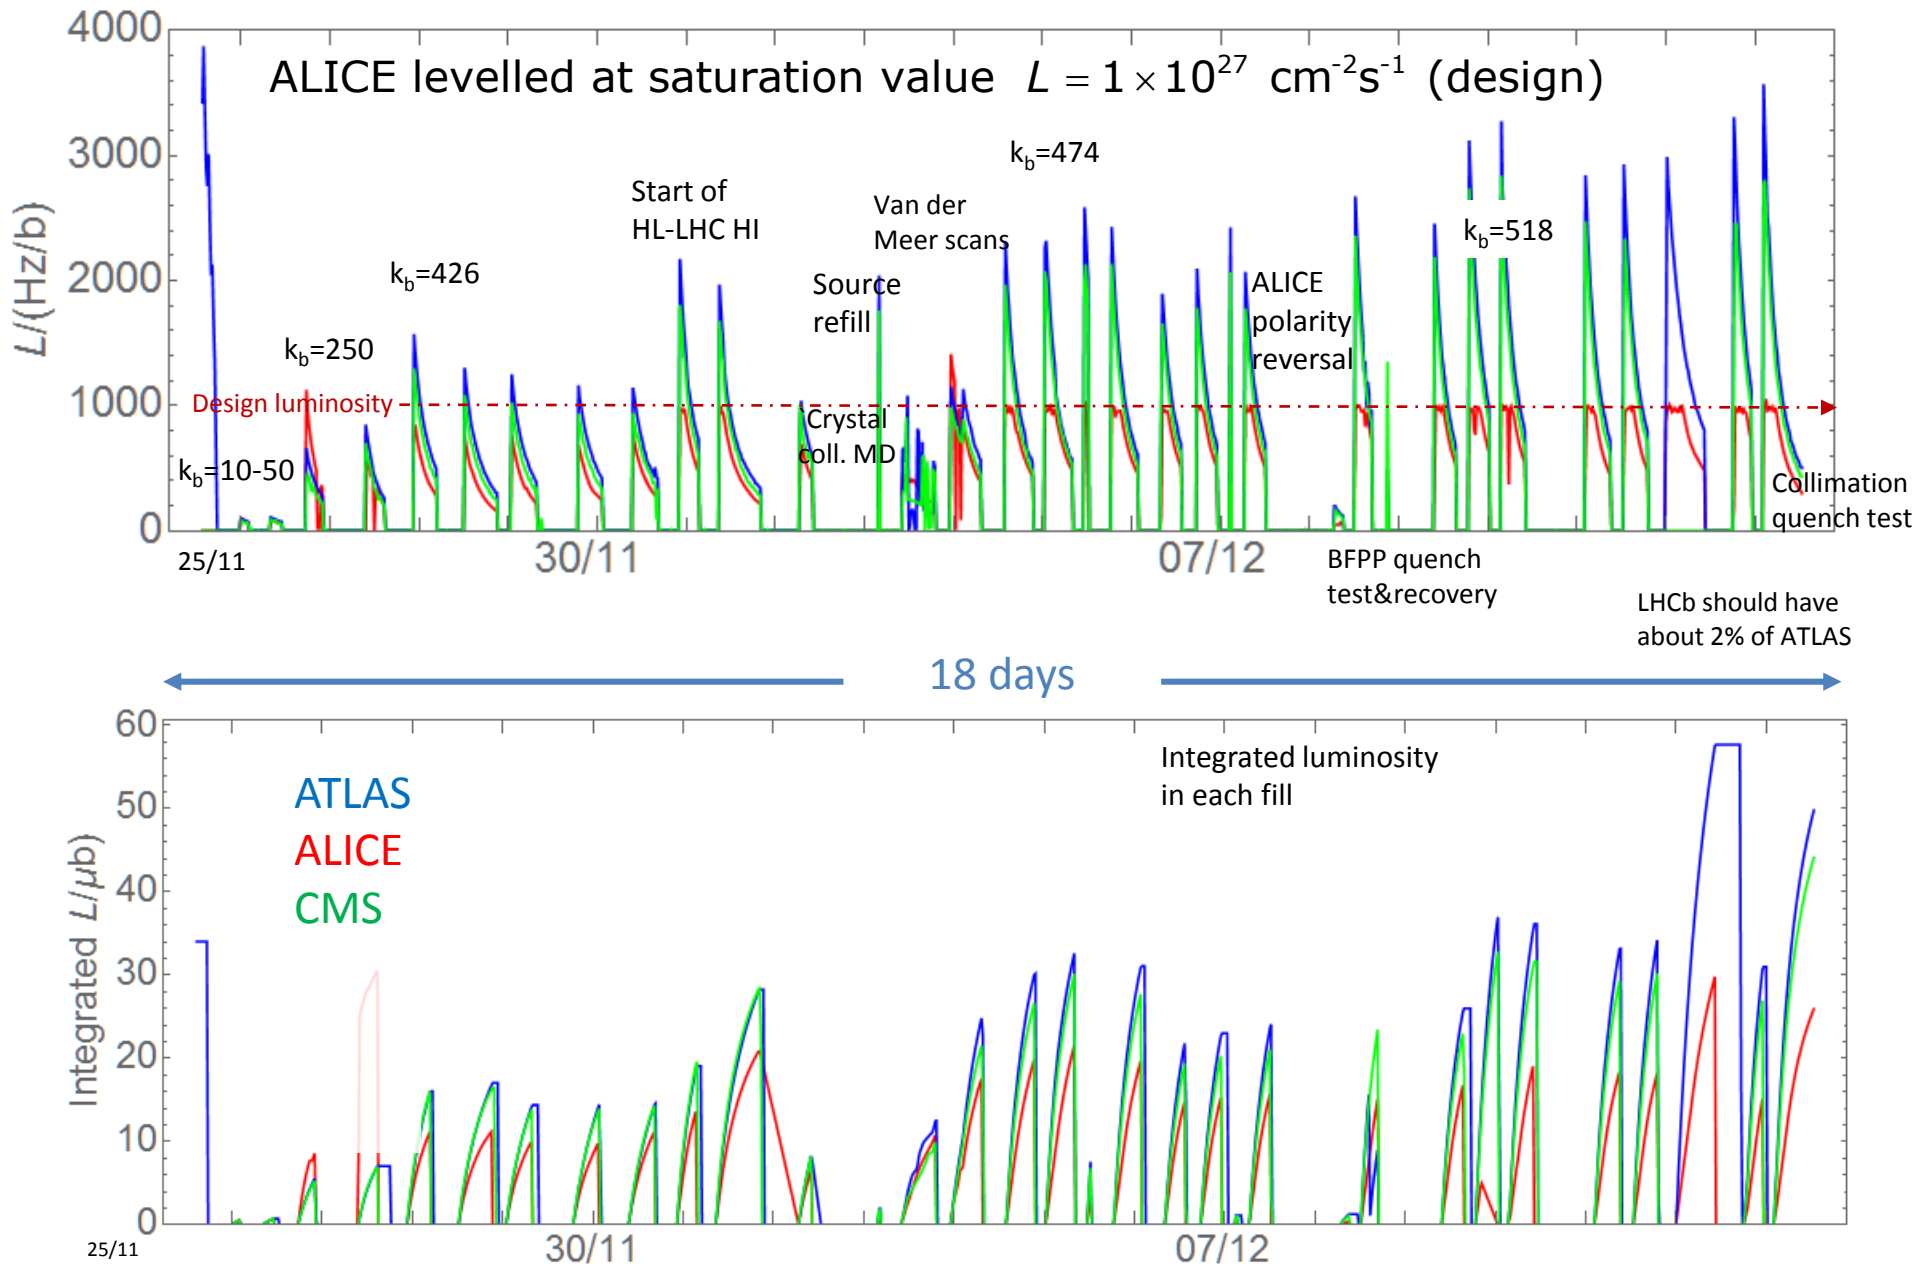 ALICE levelled at saturation value L = 1×10²⁷ cm⁻²s⁻¹ (design)
L/(Hz/b)
4000
3000
2000
1000
0
k_b=10-50
Design luminosity
k_b=250
k_b=426
Start of
HL-LHC HI
Source
refill
Crystal
coll. MD
Van der
Meer scans
k_b=474
ALICE
polarity
reversal
k_b=518
Collimation
quench test
25/11
30/11
07/12
BFPP quench
test&recovery
LHCb should have
about 2% of ATLAS
18 days
Integrated L/μb)
60
50
40
30
20
10
0
ATLAS
ALICE
CMS
Integrated luminosity
in each fill
25/11
30/11
07/12